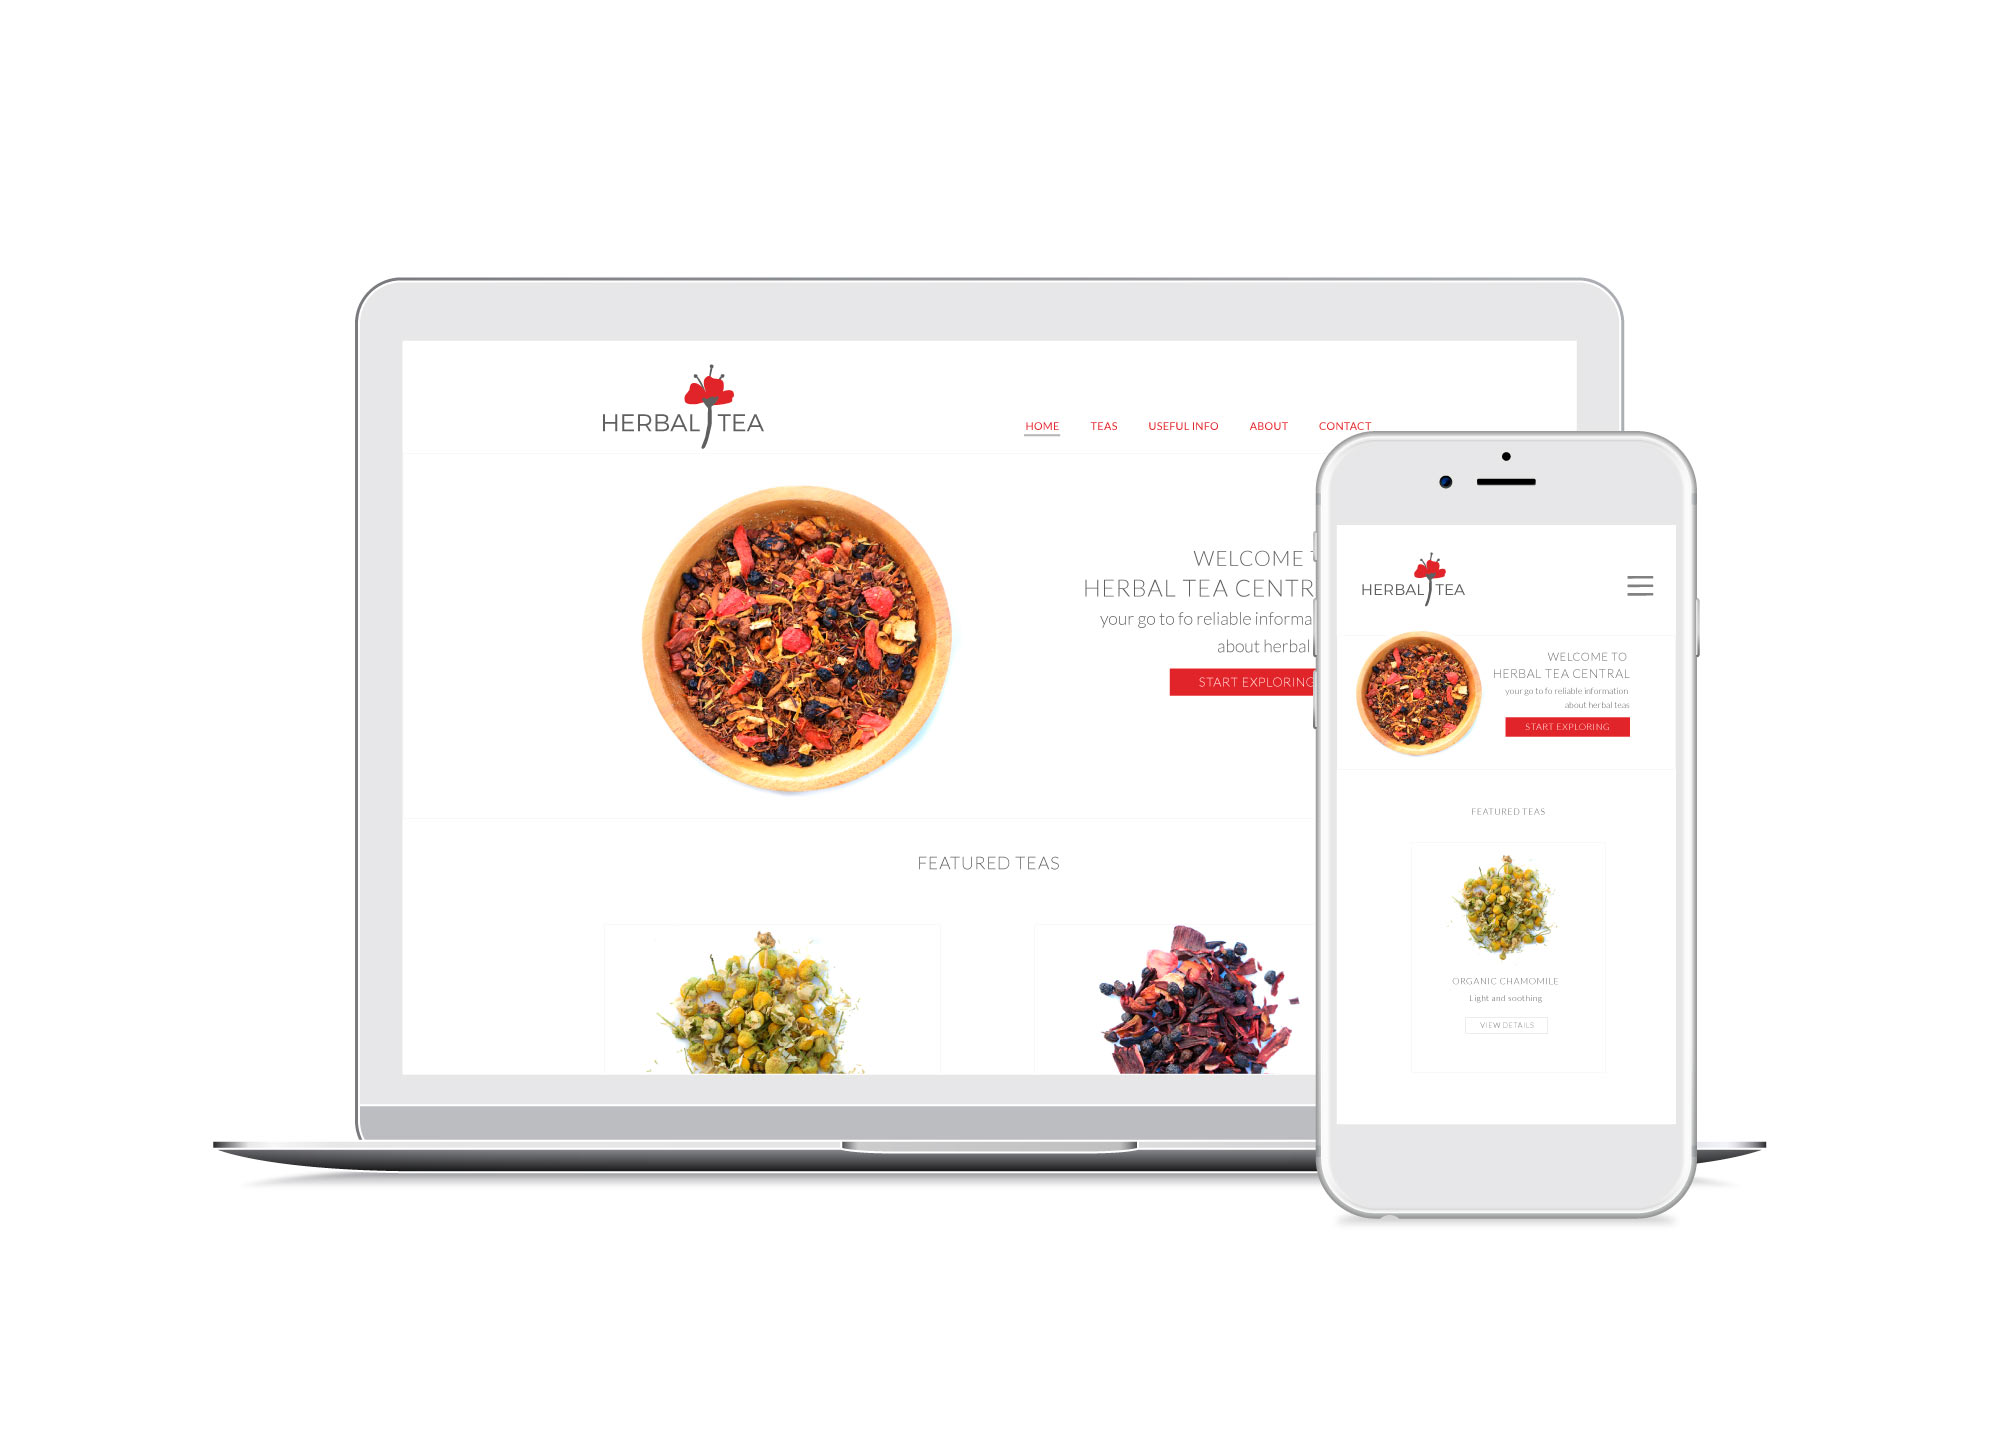 HERBAL TEA
HOME TEAS USEFUL INFO ABOUT CONTACT
WELCOME
HERBAL TEA CENTR
your go to fo reliable informa
about herbal
START EXPLORING
FEATURED TEAS
HERBAL TEA
WELCOME TO
HERBAL TEA CENTRAL
your go to fo reliable information
about herbal teas
START EXPLORING
FEATURED TEAS
ORGANIC CHAMOMILE
Light and soothing
VIEW DETAILS